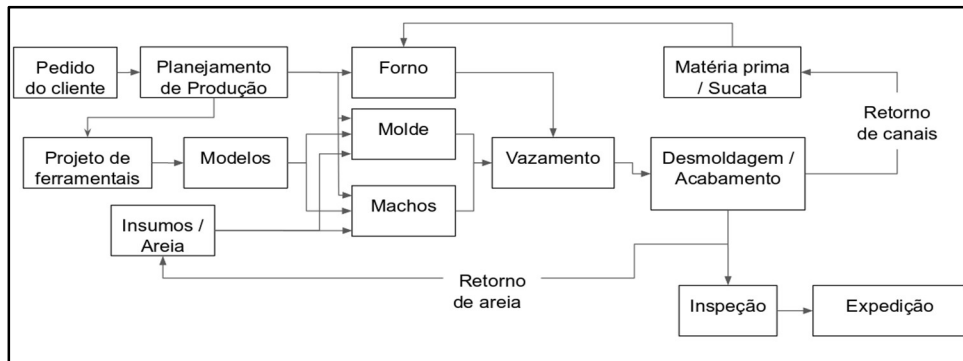 Pedido
do cliente
Planejamento
de Produção
Forno
Matéria prima
/ Sucata
Retorno
de canais
Projeto de
ferramentais
Modelos
Molde
Vazamento
Desmoldagem /
Acabamento
Machos
Insumos /
Areia
Retorno
de areia
Inspeção
Expedição